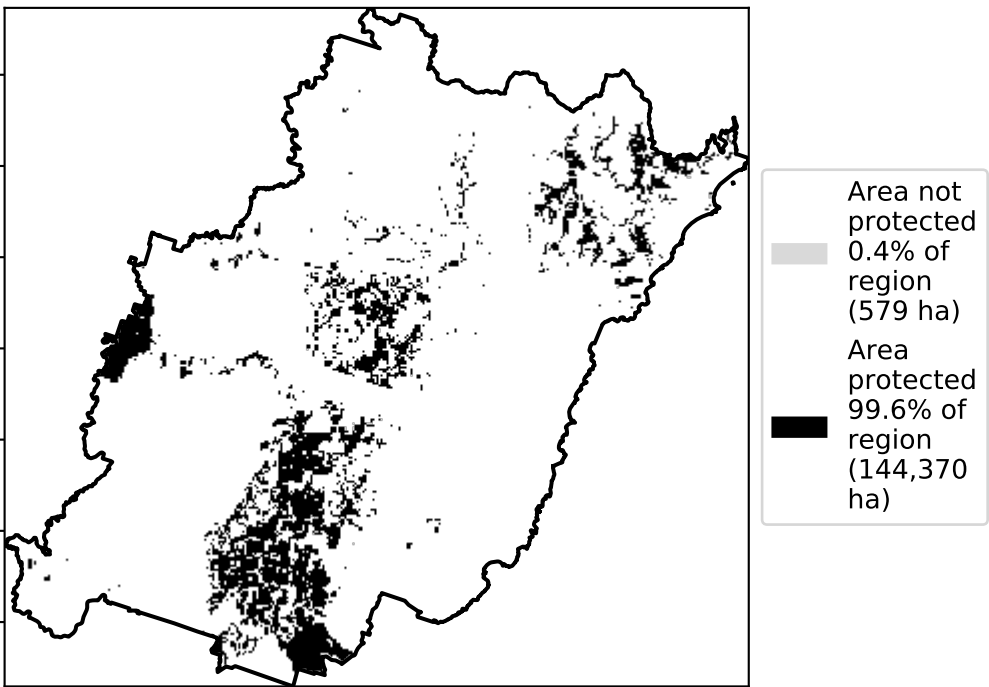 Area not
protected
0.4% of
region
(579 ha)
Area
protected
99.6% of
region
(144,370
ha)